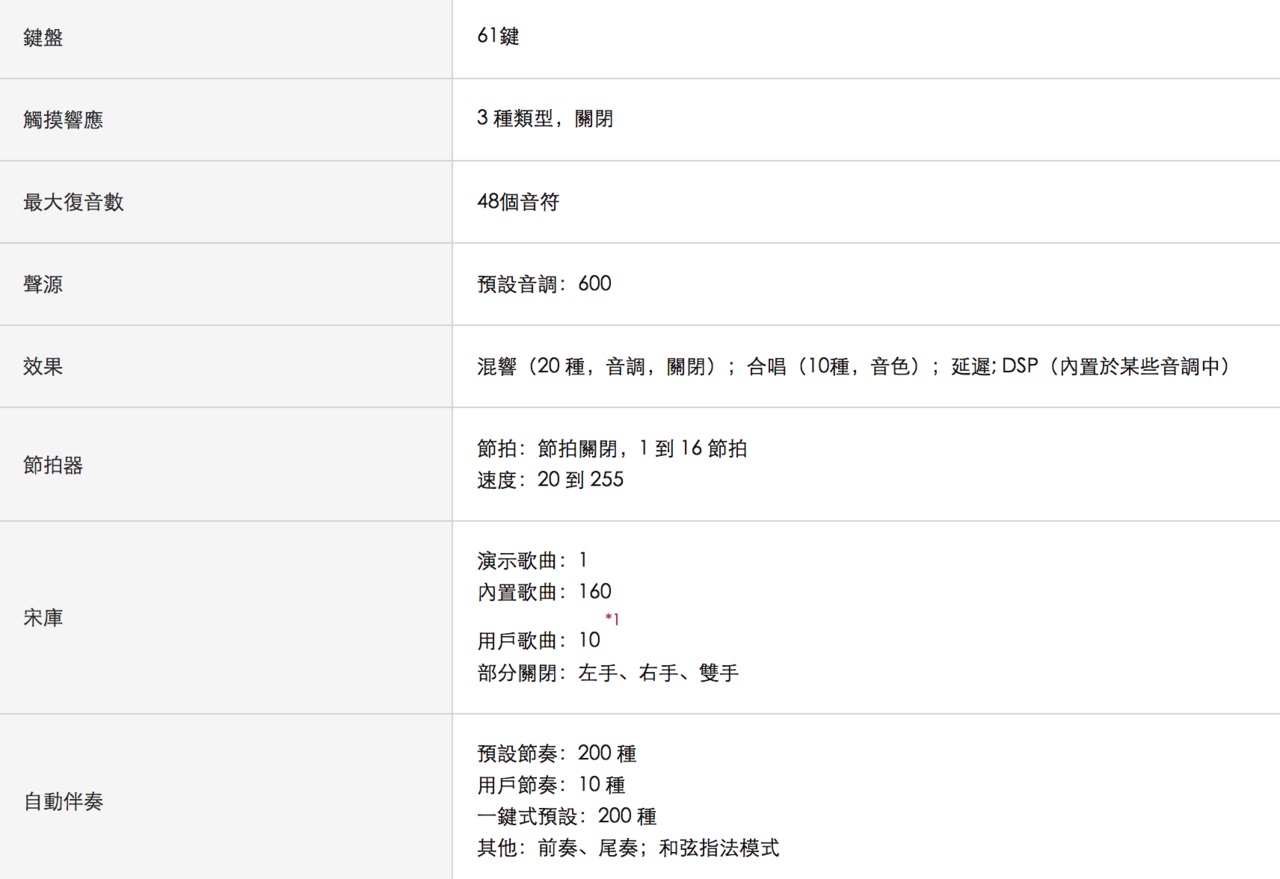 鍵盤
61鍵
觸摸響應
3 種類型，關閉
最大復音數
48個音符
聲源
預設音調：600
效果
混響（20 種，音調，關閉）；合唱（10種，音色）；延遲; DSP（內置於某些音調中）
節拍器
節拍：節拍關閉，1 到 16 節拍
速度：20 到 255
宋庫
演示歌曲：1
內置歌曲：160
*1
用戶歌曲：10
部分關閉：左手、右手、雙手
自動伴奏
預設節奏：200 種
用戶節奏：10 種
一鍵式預設：200 種
其他：前奏、尾奏；和弦指法模式